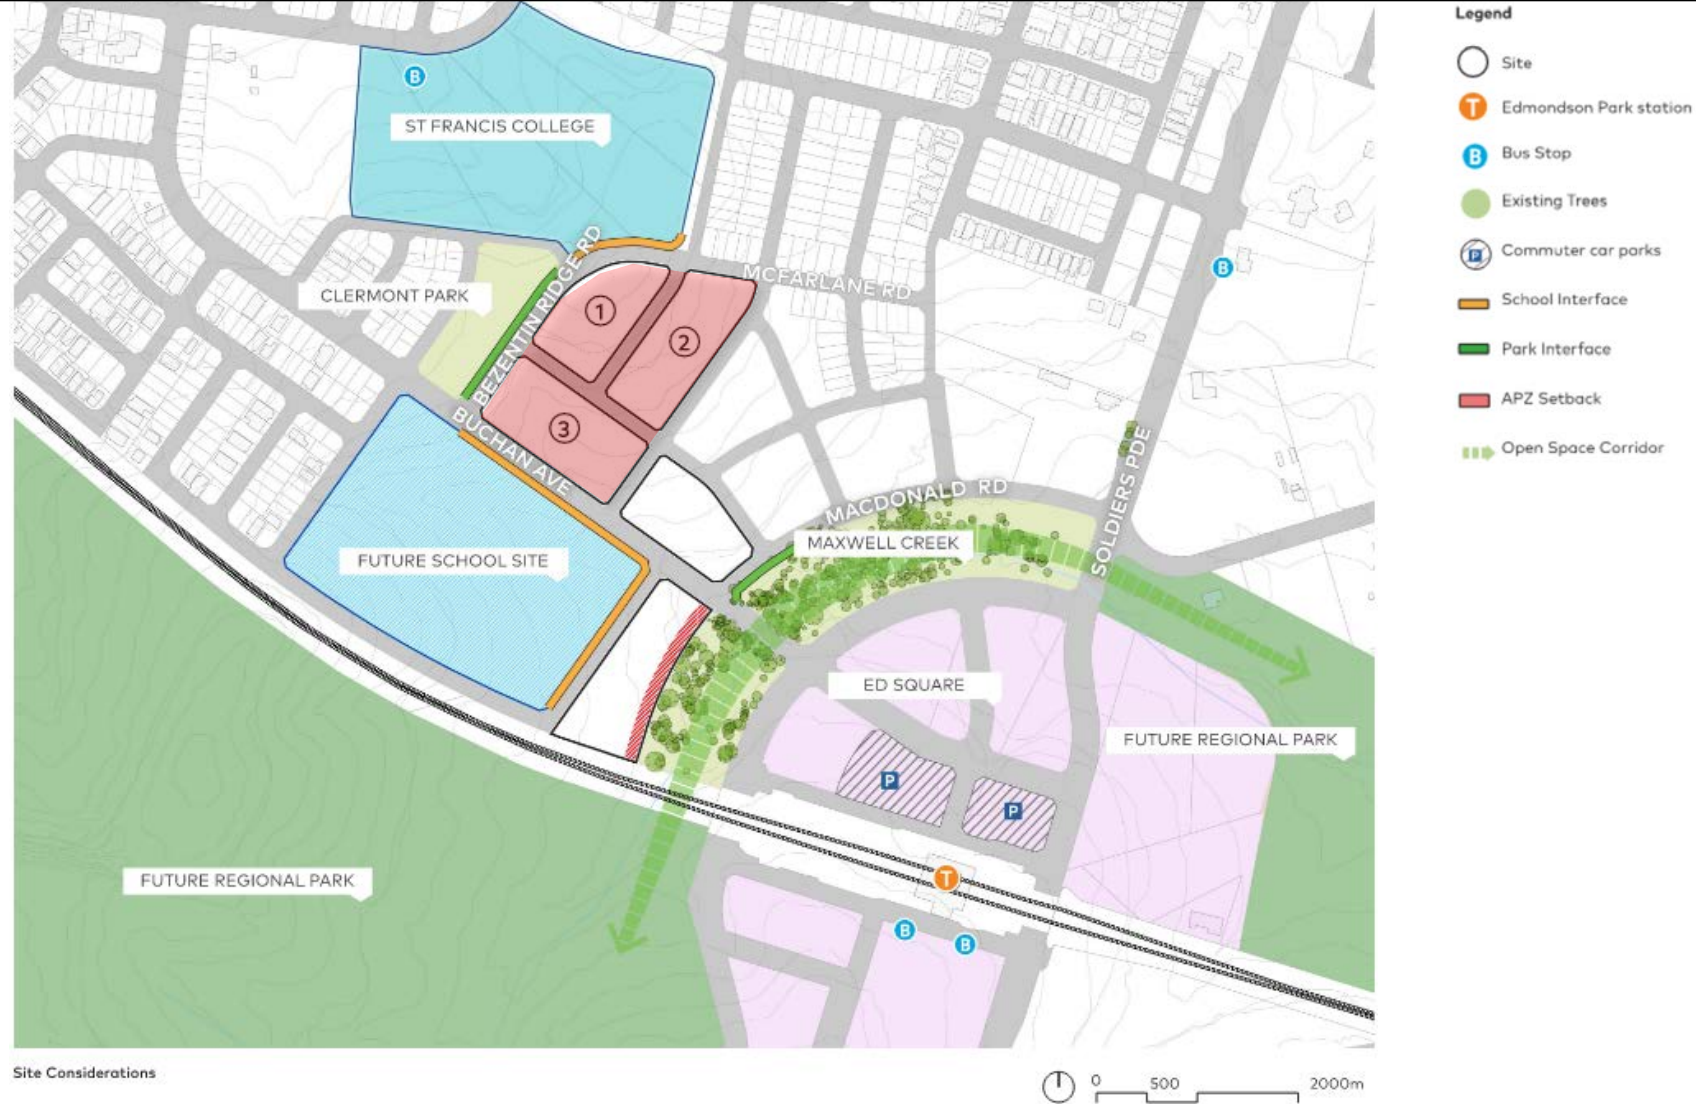 Legend
Site
T
Edmondson Park station
B
Bus Stop
Existing Trees
P
Commuter car parks
School Interface
Park Interface
APZ Setback
Open Space Corridor
B
ST FRANCIS COLLEGE
BEZENTIN RIDGE RD
MCFARLANE RD
B
CLERMONT PARK
1
2
3
BUCHAN AVE
SOLDIERS PDE
MACDONALD RD
MAXWELL CREEK
FUTURE SCHOOL SITE
ED SQUARE
FUTURE REGIONAL PARK
P
P
FUTURE REGIONAL PARK
T
B
B
Site Considerations
0 500 2000m